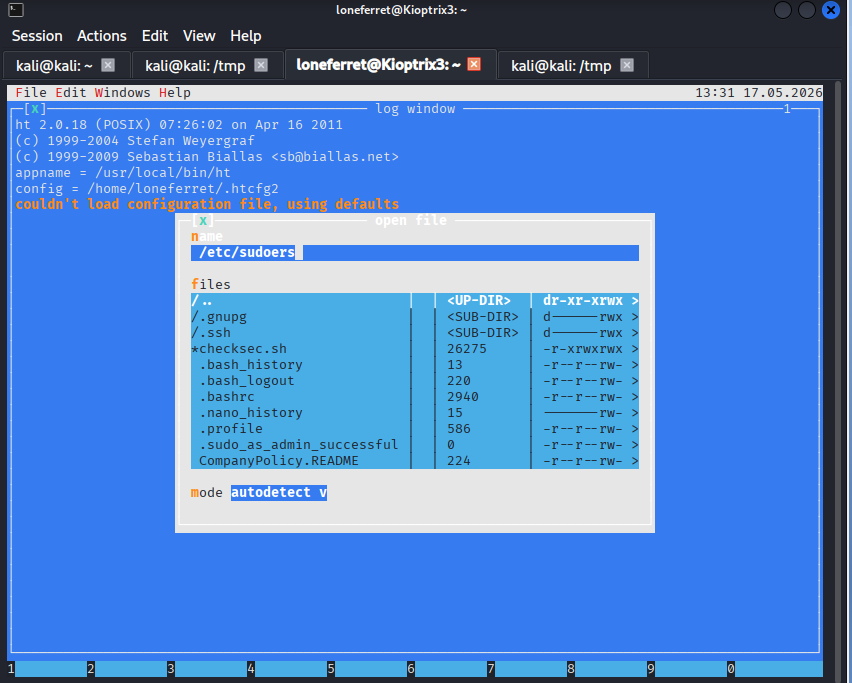 loneferret@Kioptrix3: ~
Session Actions Edit View Help
kali@kali: ~ kali@kali: /tmp loneferret@Kioptrix3: ~ kali@kali: /tmp
File Edit Windows Help 13:31 17.05.2026
[x] log window 1
ht 2.0.18 (POSIX) 07:26:02 on Apr 16 2011
(c) 1999-2004 Stefan Weyergraf
(c) 1999-2009 Sebastian Biallas <sb@biallas.net>
appname = /usr/local/bin/ht
config = /home/loneferret/.htcfg2
couldn't load configuration file, using defaults
[x] open file
name
/etc/sudoers
files
/.. | | <UP-DIR> | dr-xr-xrwx >
/.gnupg | | <SUB-DIR> | d------rwx >
/.ssh | | <SUB-DIR> | d------rwx >
*checksec.sh | | 26275 | -r-xrwxrwx >
.bash_history | | 13 | -r--r--rw- >
.bash_logout | | 220 | -r--r--rw- >
.bashrc | | 2940 | -r--r--rw- >
.nano_history | | 15 | -------rw- >
.profile | | 586 | -r--r--rw- >
.sudo_as_admin_successful | | 0 | -r--r--rw- >
CompanyPolicy.README | | 224 | -r--r--rw- >
mode autodetect v
1 2 3 4 5 6 7 8 9 0